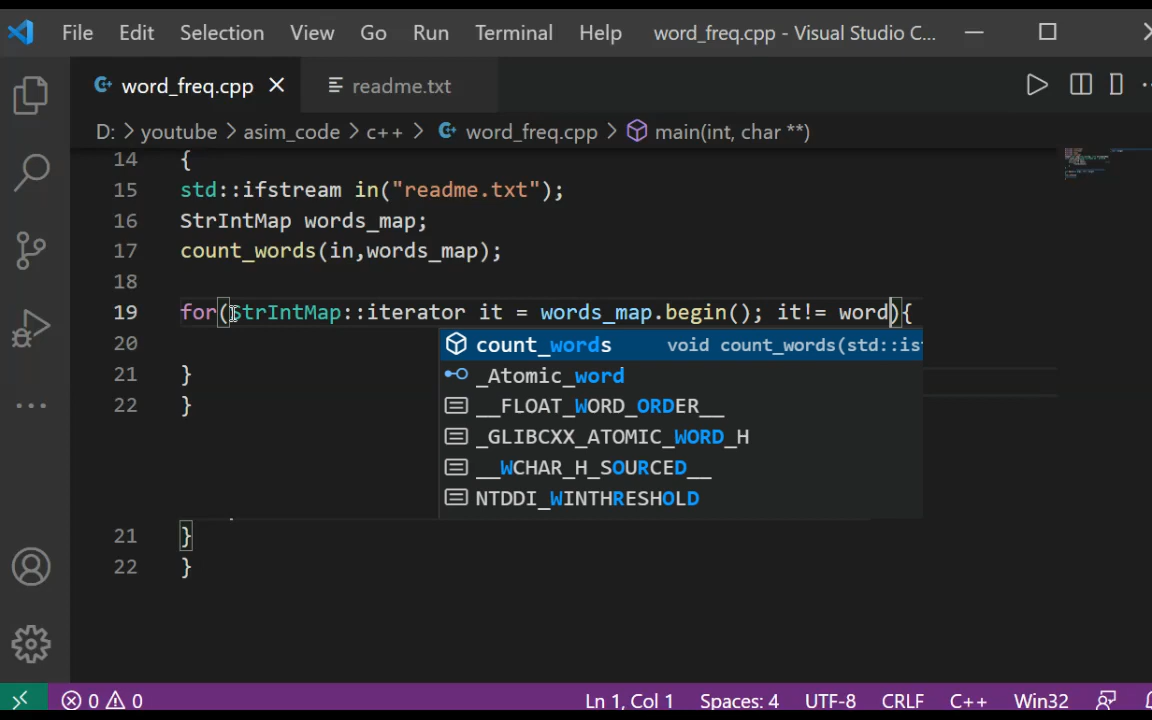 File Edit Selection View Go Run Terminal Help word_freq.cpp - Visual Studio C...
word_freq.cpp readme.txt
D: > youtube > asim_code > c++ > word_freq.cpp > main(int, char **)
14 {
15 std::ifstream in("readme.txt");
16 StrIntMap words_map;
17 count_words(in,words_map);
18
19 for(StrIntMap::iterator it = words_map.begin(); it!= word){
20
count_words void count_words(std::is
_Atomic_word
21 }
__FLOAT_WORD_ORDER__
22 }
_GLIBCXX_ATOMIC_WORD_H
__WCHAR_H_SOURCED__
NTDDI_WINTHRESHOLD
21 }
22 }
0 0 Ln 1, Col 1 Spaces: 4 UTF-8 CRLF C++ Win32